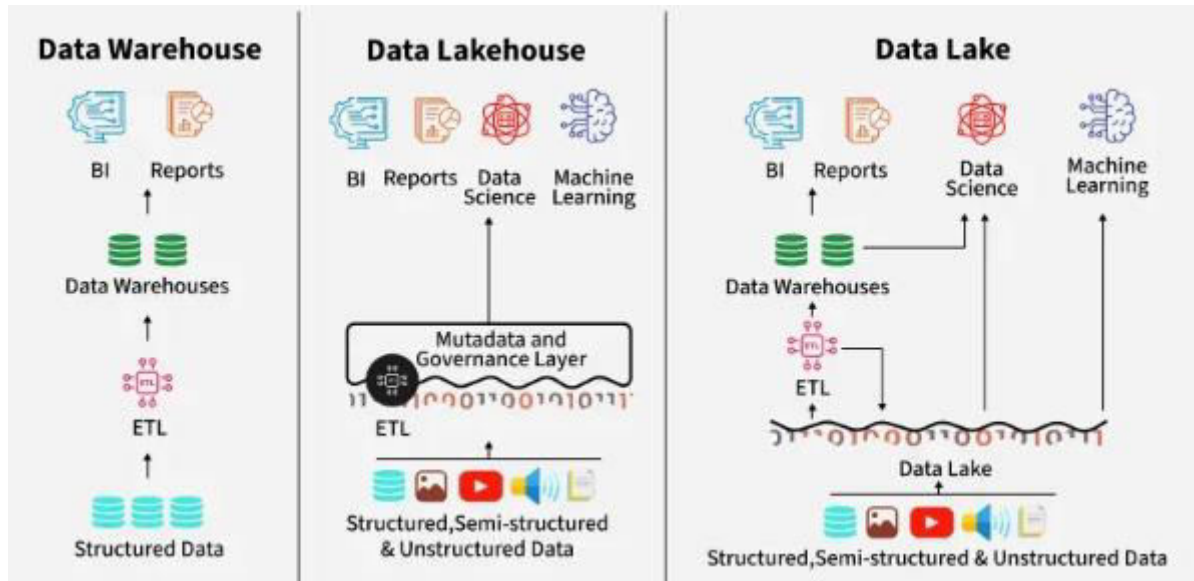 Data Warehouse
BI
Reports
Data Warehouses
ETL
ETL
Structured Data
Data Lakehouse
BI
Reports
Data
Science
Machine
Learning
Mutadata and
Governance Layer
ETL
Structured,Semi-structured
& Unstructured Data
Data Lake
BI
Reports
Data
Science
Machine
Learning
Data Warehouses
ETL
ETL
Data Lake
Structured,Semi-structured & Unstructured Data